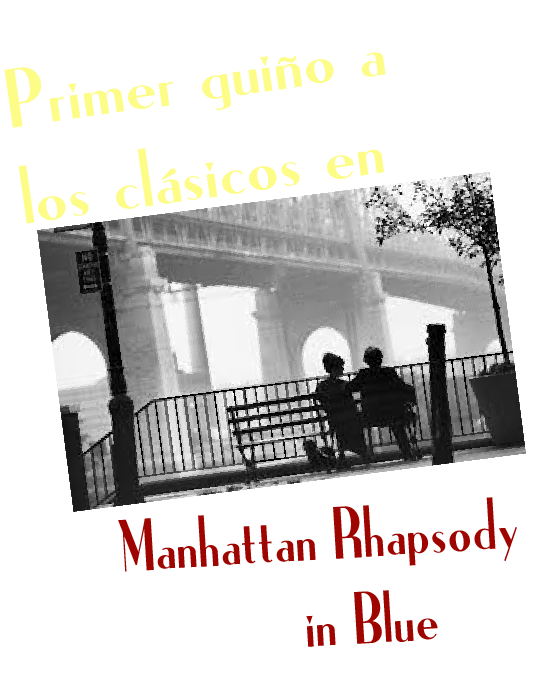 Primer guiño a
los clásicos en
Manhattan Rhapsody
in Blue